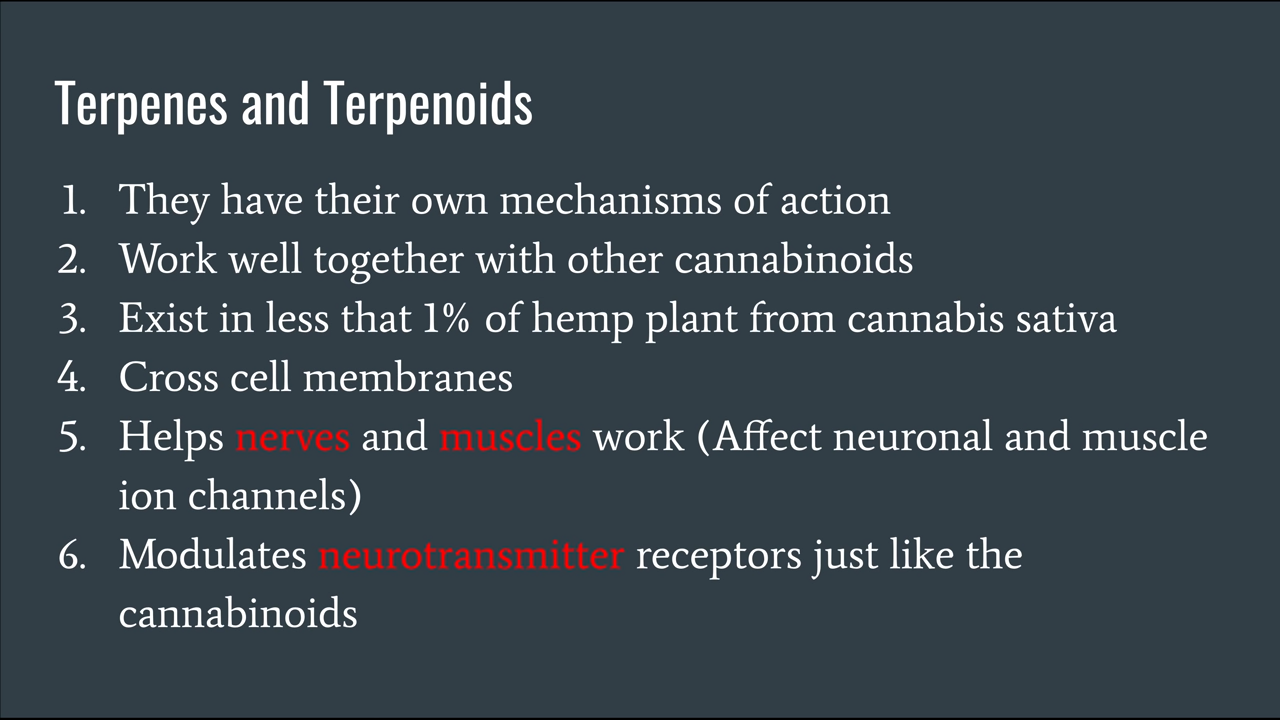 Terpenes and Terpenoids
1. They have their own mechanisms of action
2. Work well together with other cannabinoids
3. Exist in less that 1% of hemp plant from cannabis sativa
4. Cross cell membranes
5. Helps nerves and muscles work (Affect neuronal and muscle
ion channels)
6. Modulates neurotransmitter receptors just like the
cannabinoids